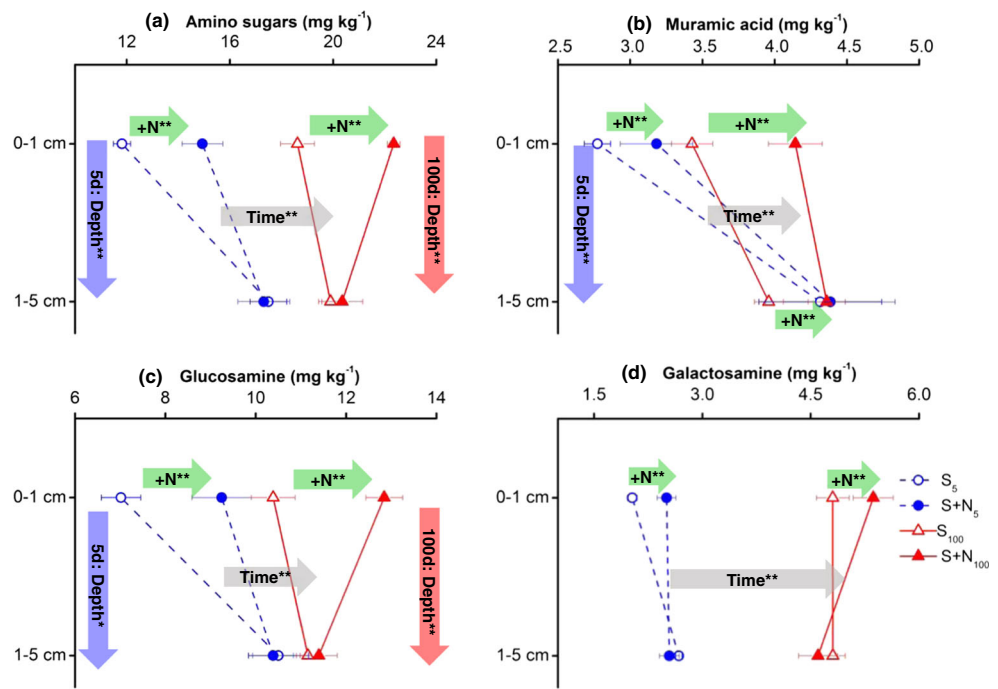 (a)
Amino sugars (mg kg⁻¹)
12 16 20 24
+N** +N**
0-1 cm
5d: Depth**
100d: Depth**
Time**
1-5 cm
(b)
Muramic acid (mg kg⁻¹)
2.5 3.0 3.5 4.0 4.5 5.0
+N** +N**
0-1 cm
5d: Depth**
Time**
1-5 cm
+N**
(c)
Glucosamine (mg kg⁻¹)
6 8 10 12 14
+N** +N**
0-1 cm
5d: Depth*
100d: Depth**
Time**
1-5 cm
(d)
Galactosamine (mg kg⁻¹)
1.5 3.0 4.5 6.0
+N** +N**
0-1 cm
Time**
1-5 cm
S₅
S+N₅
S₁₀₀
S+N₁₀₀